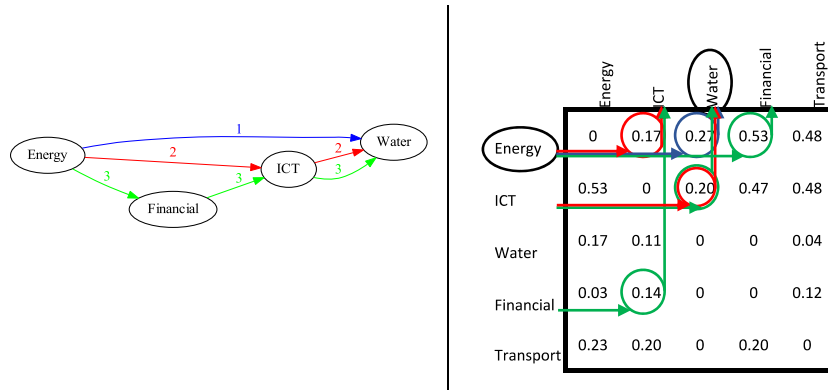 1
Energy
2
3
Financial
3
ICT
2
3
Water
Energy
ICT
Water
Financial
Transport
Energy 0 0.17 0.27 0.53 0.48
ICT 0.53 0 0.20 0.47 0.48
Water 0.17 0.11 0 0 0.04
Financial 0.03 0.14 0 0 0.12
Transport 0.23 0.20 0 0.20 0